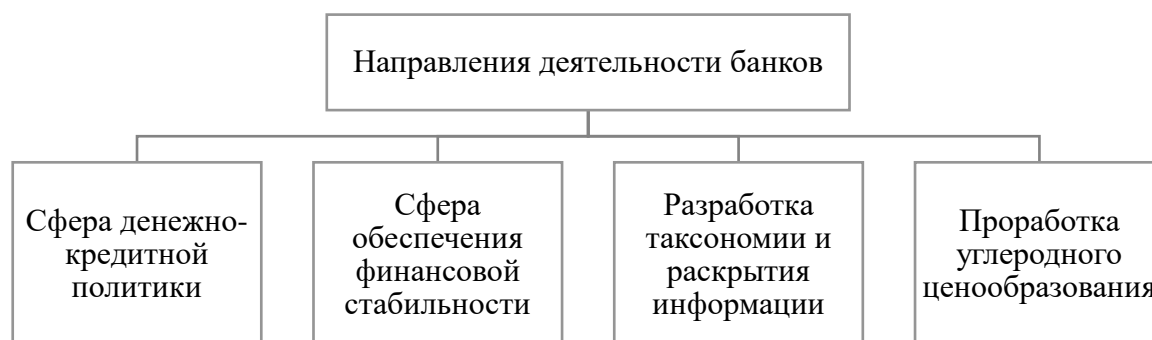 Направления деятельности банков
Сфера денежно-
кредитной
политики
Сфера
обеспечения
финансовой
стабильности
Разработка
таксономии и
раскрытия
информации
Проработка
углеродного
ценообразования